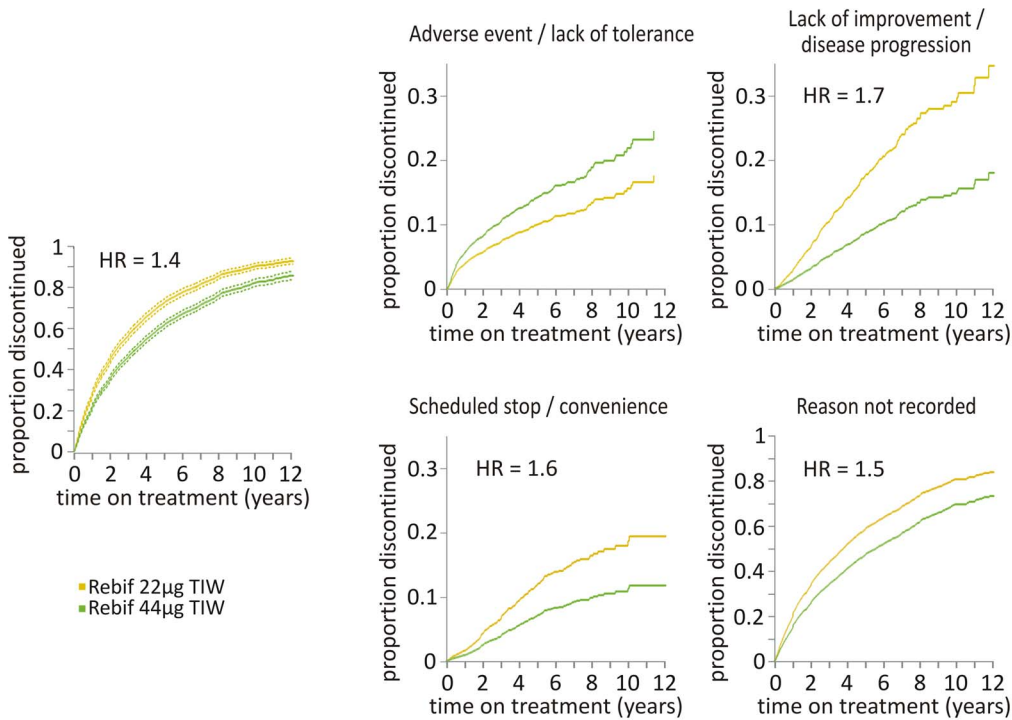 proportion discontinued
1
0.8
0.6
0.4
0.2
0
HR = 1.4
0 2 4 6 8 10 12
time on treatment (years)
Rebif 22µg TIW
Rebif 44µg TIW
Adverse event / lack of tolerance
proportion discontinued
0.3
0.2
0.1
0
0 2 4 6 8 10 12
time on treatment (years)
Lack of improvement /
disease progression
proportion discontinued
0.3
0.2
0.1
0
HR = 1.7
0 2 4 6 8 10 12
time on treatment (years)
Scheduled stop / convenience
proportion discontinued
0.3
0.2
0.1
0
HR = 1.6
0 2 4 6 8 10 12
time on treatment (years)
Reason not recorded
proportion discontinued
1
0.8
0.6
0.4
0.2
0
HR = 1.5
0 2 4 6 8 10 12
time on treatment (years)